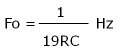 Fo = 1 / 19RC Hz